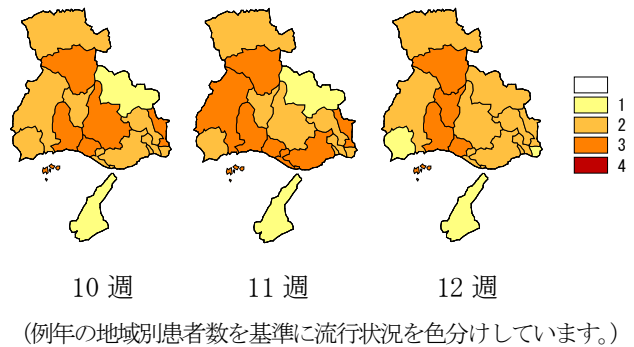 1
2
3
4
10 週
11 週
12 週
(例年の地域別患者数を基準に流行状況を色分けしています。)